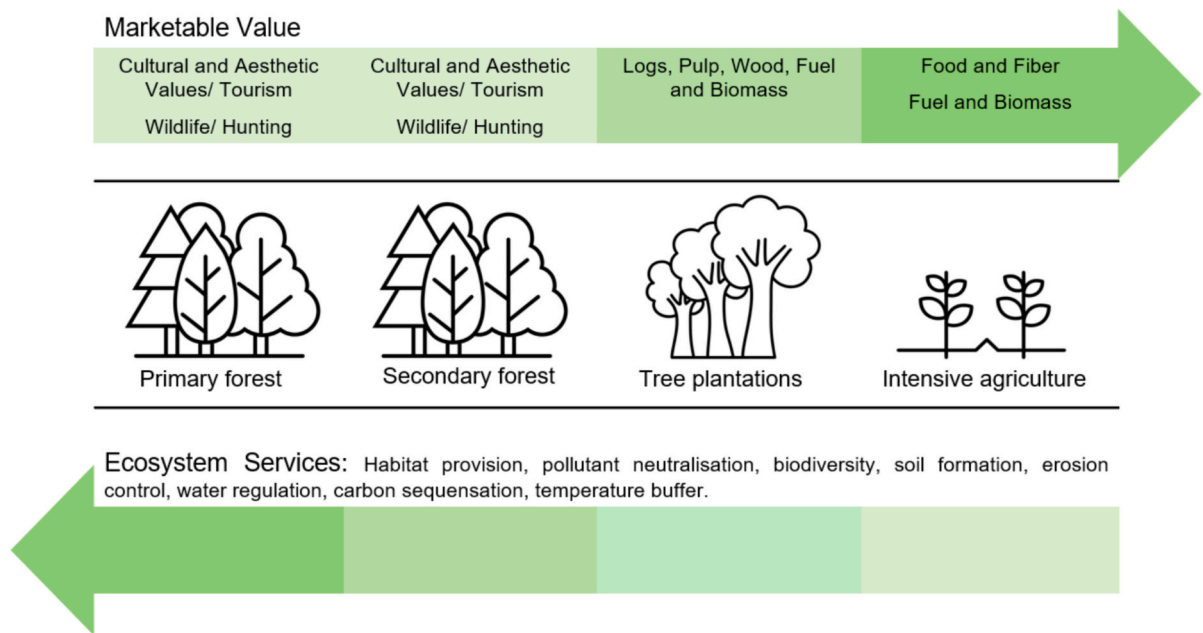 Marketable Value
Cultural and Aesthetic
Values/ Tourism
Wildlife/ Hunting
Cultural and Aesthetic
Values/ Tourism
Wildlife/ Hunting
Logs, Pulp, Wood, Fuel
and Biomass
Food and Fiber
Fuel and Biomass
Primary forest
Secondary forest
Tree plantations
Intensive agriculture
Ecosystem Services: Habitat provision, pollutant neutralisation, biodiversity, soil formation, erosion
control, water regulation, carbon sequensation, temperature buffer.